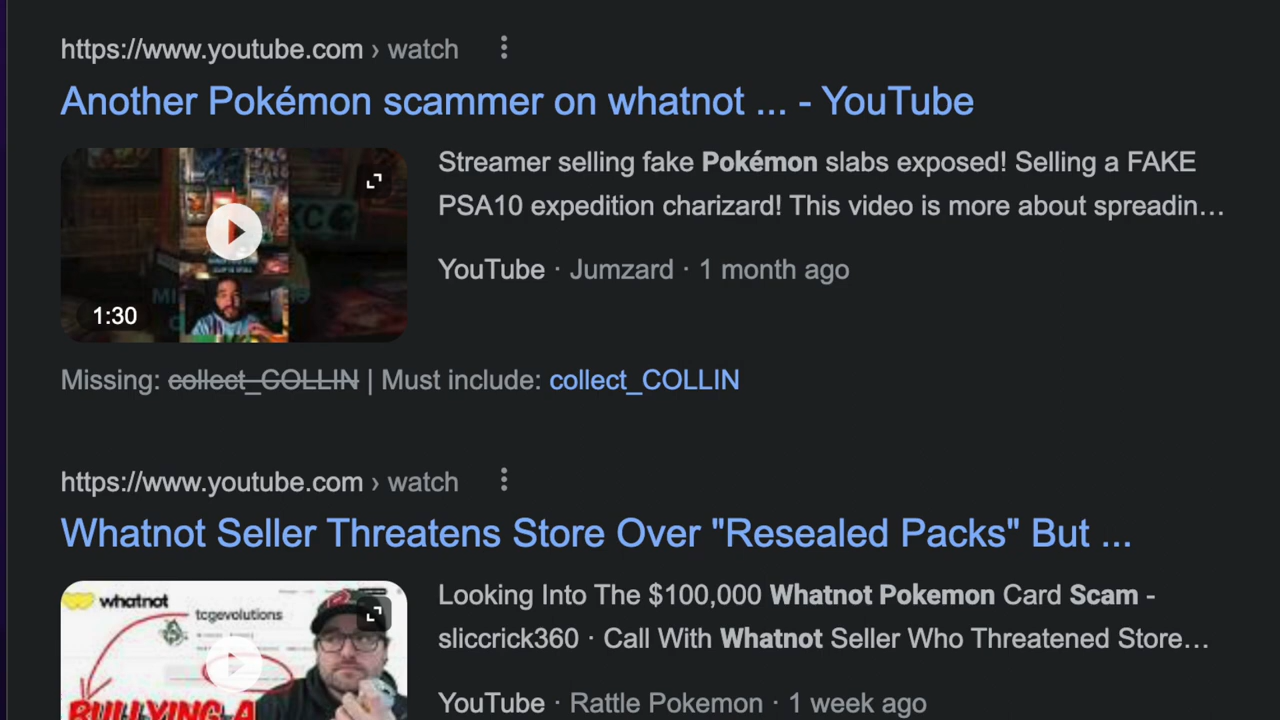 https://www.youtube.com › watch
Another Pokémon scammer on whatnot ... - YouTube
Streamer selling fake Pokémon slabs exposed! Selling a FAKE
PSA10 expedition charizard! This video is more about spreadin...
YouTube · Jumzard · 1 month ago
1:30
Missing: collect_COLLIN | Must include: collect_COLLIN
https://www.youtube.com › watch
Whatnot Seller Threatens Store Over "Resealed Packs" But ...
whatnot
tcgevolutions
BULLYING A
Looking Into The $100,000 Whatnot Pokemon Card Scam -
sliccrick360 · Call With Whatnot Seller Who Threatened Store...
YouTube · Rattle Pokemon · 1 week ago